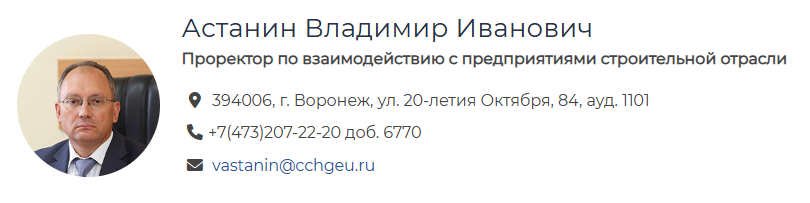 Астанин Владимир Иванович
Проректор по взаимодействию с предприятиями строительной отрасли
394006, г. Воронеж, ул. 20-летия Октября, 84, ауд. 1101
+7(473)207-22-20 доб. 6770
vastanin@cchgeu.ru